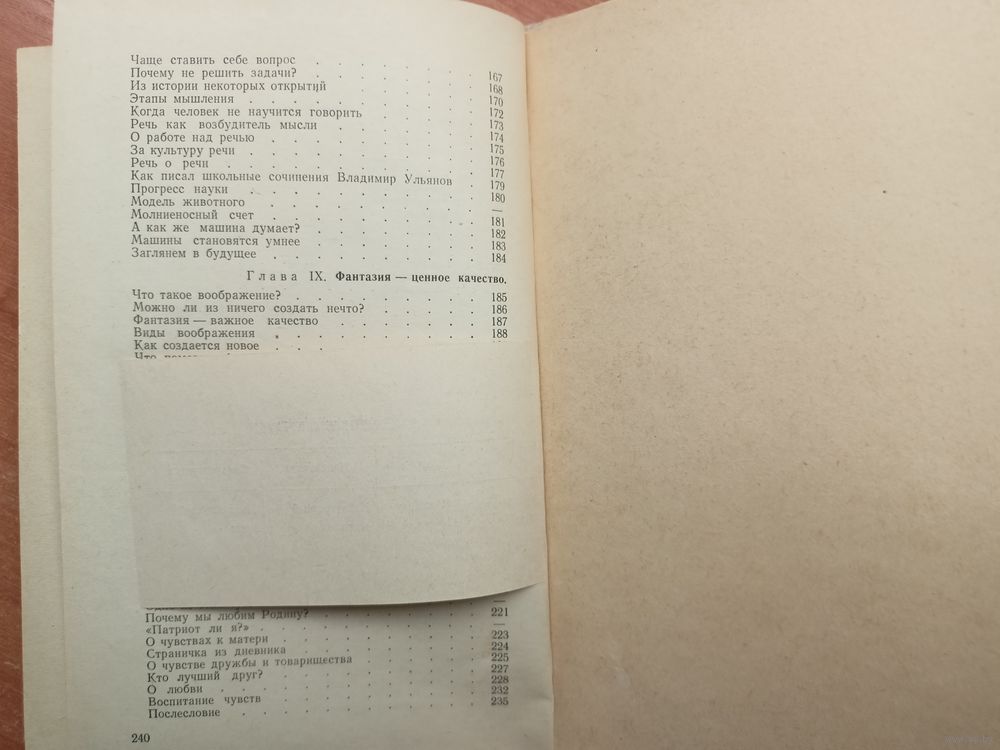 Чаще ставить себе вопрос . . . . . . . 167
Почему не решить задачи? . . . . . . . 168
Из истории некоторых открытий . . . . . 170
Этапы мышления . . . . . . . . . . 172
Когда человек не научится говорить . . . . 173
Речь как возбудитель мысли . . . . . . 174
О работе над речью . . . . . . . . . 175
За культуру речи . . . . . . . . . . 176
Речь о речи . . . . . . . . . . . 177
Как писал школьные сочинения Владимир Ульянов . 179
Прогресс науки . . . . . . . . . . 180
Модель животного . . . . . . . . . —
Молниеносный счет . . . . . . . . . 181
А как же машина думает? . . . . . . . 182
Машины становятся умнее . . . . . . . 183
Заглянем в будущее . . . . . . . . . 184
Глава IX. Фантазия — ценное качество.
Что такое воображение? . . . . . . . . 185
Можно ли из ничего создать нечто? . . . . . 186
Фантазия — важное качество . . . . . . 187
Виды воображения . . . . . . . . . 188
Как создается новое . . .
Что
—
Почему мы любим Родину? . . . . . . . 221
«Патриот ли я?» . . . . . . . . . . —
О чувствах к матери . . . . . . . . . 223
Страничка из дневника . . . . . . . . 224
О чувстве дружбы и товарищества . . . . . 225
Кто лучший друг? . . . . . . . . . 227
О любви . . . . . . . . . . . . 228
Воспитание чувств . . . . . . . . . 232
Послесловие . . . . . . . . . . . 235
240